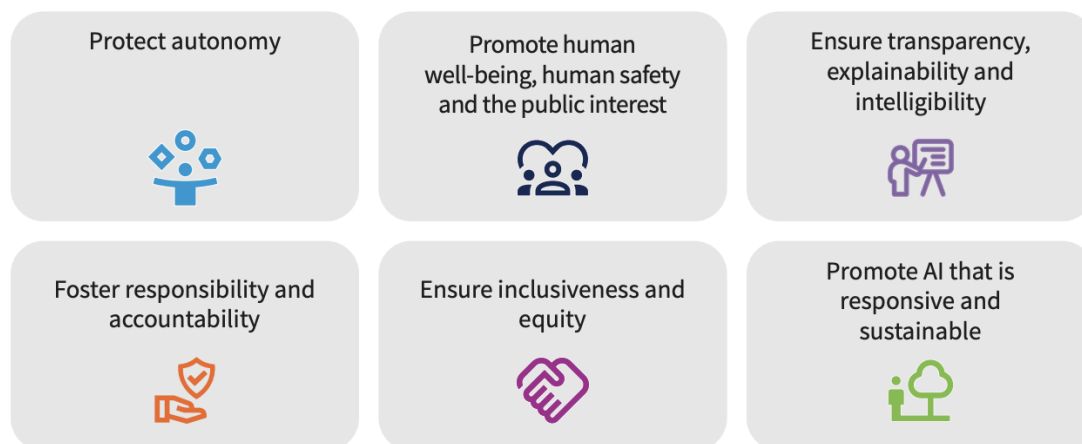 Protect autonomy
Promote human
well-being, human safety
and the public interest
Ensure transparency,
explainability and
intelligibility
Foster responsibility and
accountability
Ensure inclusiveness and
equity
Promote AI that is
responsive and
sustainable